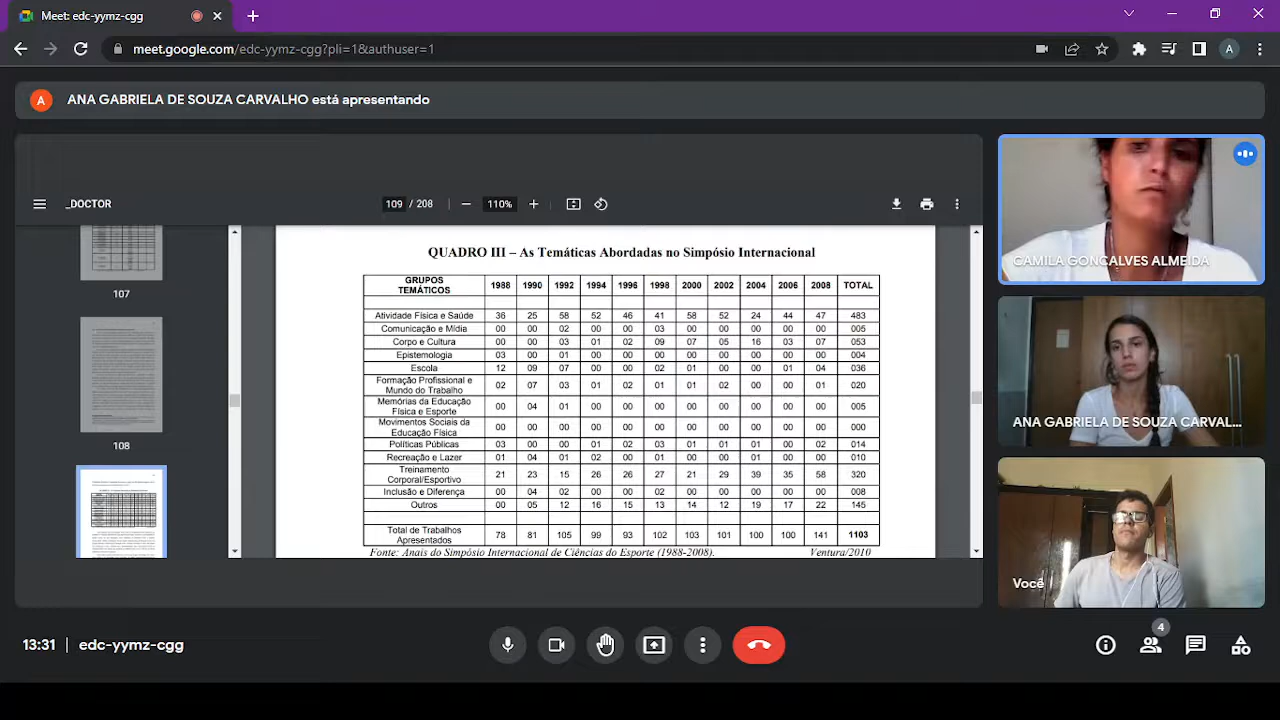 Meet: edc-yymz-cgg
meet.google.com/edc-yymz-cgg?pli=1&authuser=1
A
A ANA GABRIELA DE SOUZA CARVALHO está apresentando
_DOCTOR 109 / 208 110%
107
108
QUADRO III – As Temáticas Abordadas no Simpósio Internacional
GRUPOS TEMÁTICOS 1988 1990 1992 1994 1996 1998 2000 2002 2004 2006 2008 TOTAL
Atividade Física e Saúde 36 25 58 52 46 41 58 52 24 44 47 483
Comunicação e Mídia 00 00 02 00 00 03 00 00 00 00 00 005
Corpo e Cultura 00 00 03 01 02 09 07 05 16 03 07 053
Epistemologia 03 00 01 00 00 00 00 00 00 00 00 004
Escola 12 09 07 00 00 02 01 00 00 01 04 036
Formação Profissional e Mundo do Trabalho 02 07 03 01 02 01 01 02 00 00 01 020
Memórias da Educação Física e Esporte 00 04 01 00 00 00 00 00 00 00 00 005
Movimentos Sociais da Educação Física 00 00 00 00 00 00 00 00 00 00 00 000
Políticas Públicas 03 00 00 01 02 03 01 01 01 00 02 014
Recreação e Lazer 01 04 01 02 00 01 00 00 01 00 00 010
Treinamento Corporal/Esportivo 21 23 15 26 26 27 21 29 39 35 58 320
Inclusão e Diferença 00 04 02 00 00 02 00 00 00 00 00 008
Outros 00 05 12 16 15 13 14 12 19 17 22 145
Total de Trabalhos Apresentados 78 81 105 99 93 102 103 101 100 100 141 1103
Fonte: Anais do Simpósio Internacional de Ciências do Esporte (1988-2008). Ventura/2010
CAMILA GONÇALVES ALMEIDA
ANA GABRIELA DE SOUZA CARVAL...
Você
13:31 | edc-yymz-cgg
4